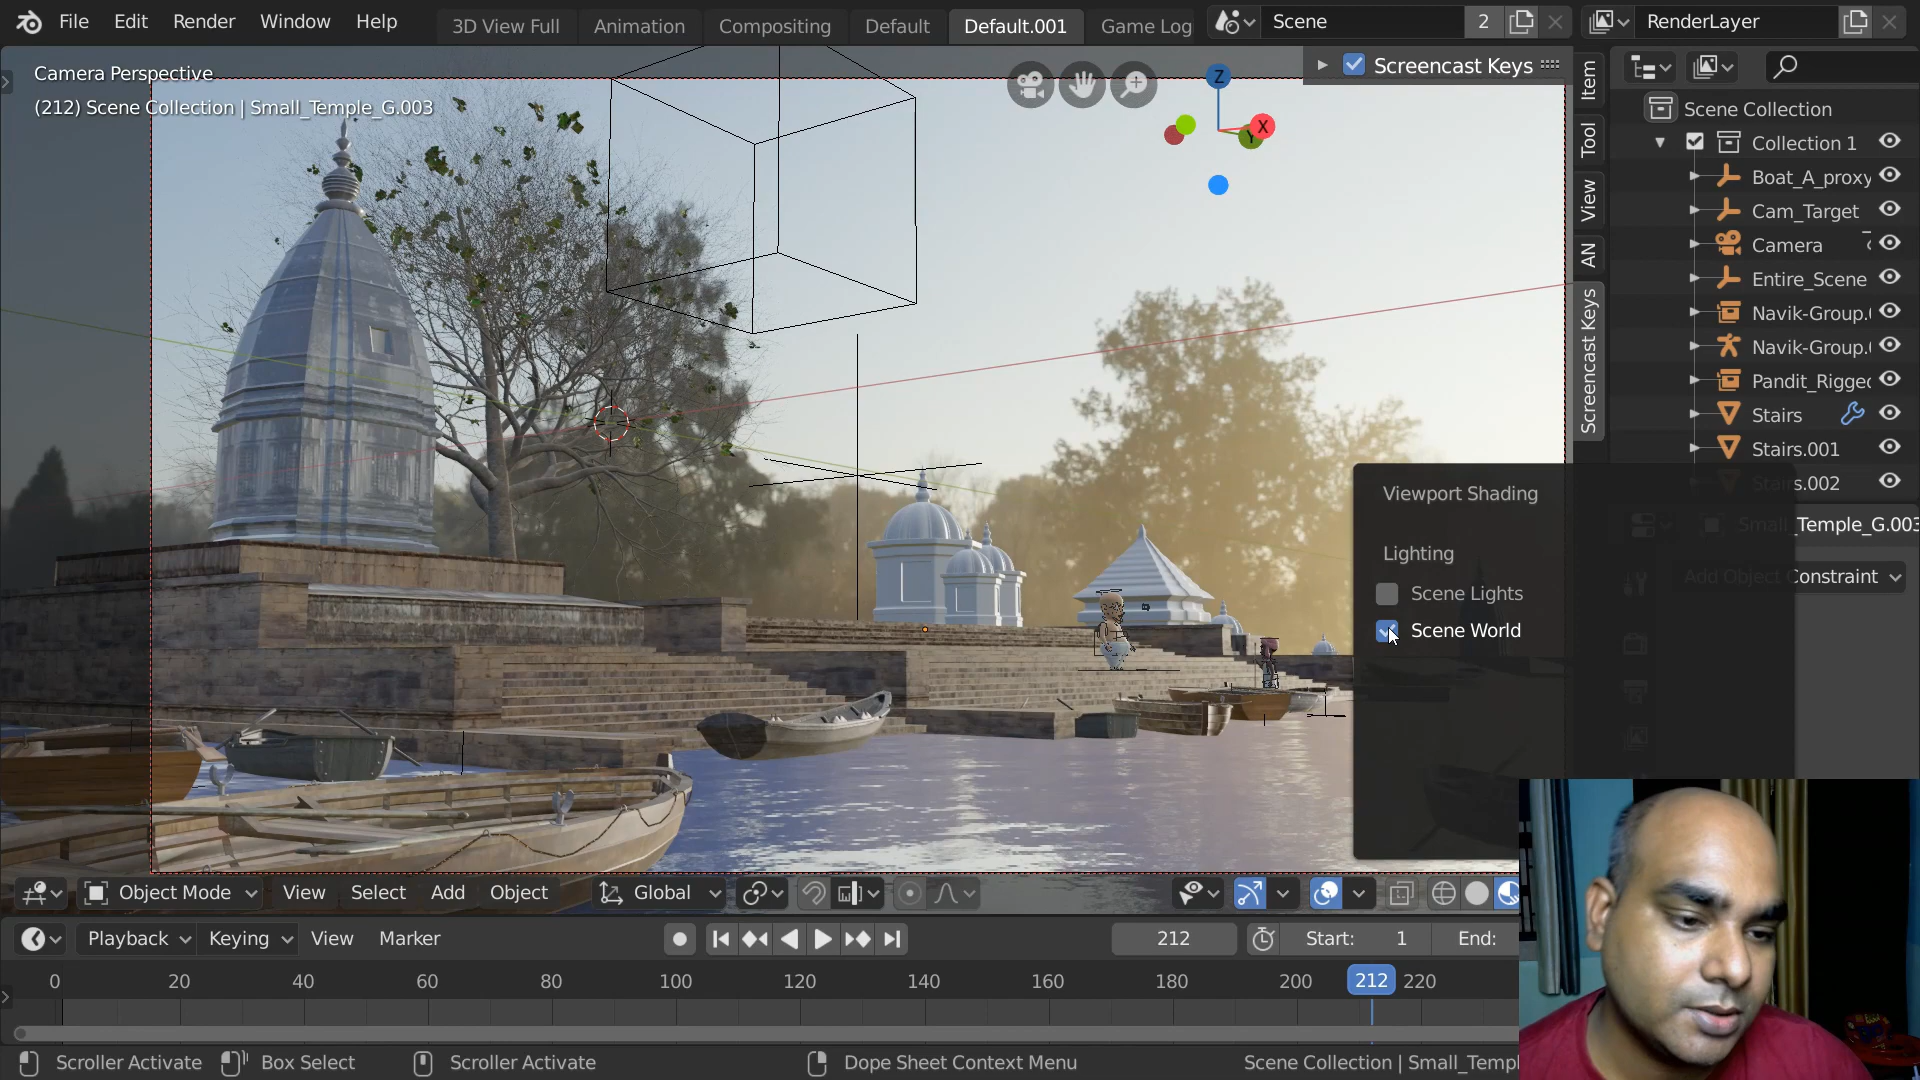 File Edit Render Window Help
3D View Full Animation Compositing Default Default.001 Game Log
Scene 2
RenderLayer
Camera Perspective
(212) Scene Collection | Small_Temple_G.003
Screencast Keys
Z
X
Y
Item
Tool
View
AN
Screencast Keys
Scene Collection
Collection 1
Boat_A_proxy
Cam_Target
Camera
Entire_Scene
Navik-Group.
Navik-Group.
Pandit_Rigged
Stairs
Stairs.001
Stairs.002
Small_Temple_G.003
Add Object Constraint
Viewport Shading
Lighting
Scene Lights
Scene World
Object Mode View Select Add Object Global
Playback Keying View Marker
212 Start: 1 End:
0 20 40 60 80 100 120 140 160 180 200 212 220
Scroller Activate Box Select Scroller Activate Dope Sheet Context Menu Scene Collection | Small_Templ